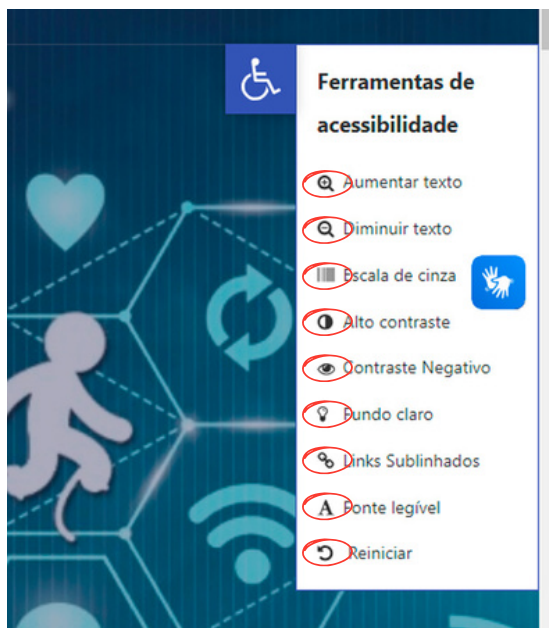 Ferramentas de
acessibilidade
Aumentar texto
Diminuir texto
Escala de cinza
Alto contraste
Contraste Negativo
Fundo claro
Links Sublinhados
A Fonte legível
Reiniciar